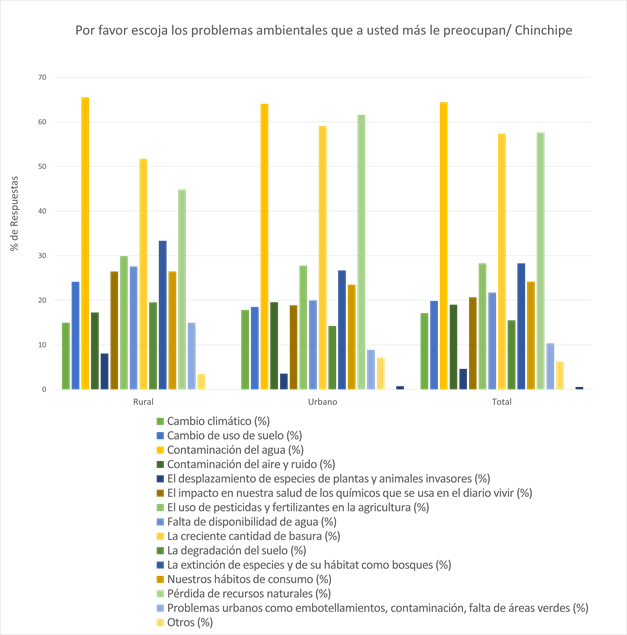 Por favor escoja los problemas ambientales que a usted más le preocupan/ Chinchipe
% de Respuestas
70
60
50
40
30
20
10
0
Rural Urbano Total
Cambio climático (%)
Cambio de uso de suelo (%)
Contaminación del agua (%)
Contaminación del aire y ruido (%)
El desplazamiento de especies de plantas y animales invasores (%)
El impacto en nuestra salud de los químicos que se usa en el diario vivir (%)
El uso de pesticidas y fertilizantes en la agricultura (%)
Falta de disponibilidad de agua (%)
La creciente cantidad de basura (%)
La degradación del suelo (%)
La extinción de especies y de su hábitat como bosques (%)
Nuestros hábitos de consumo (%)
Pérdida de recursos naturales (%)
Problemas urbanos como embotellamientos, contaminación, falta de áreas verdes (%)
Otros (%)